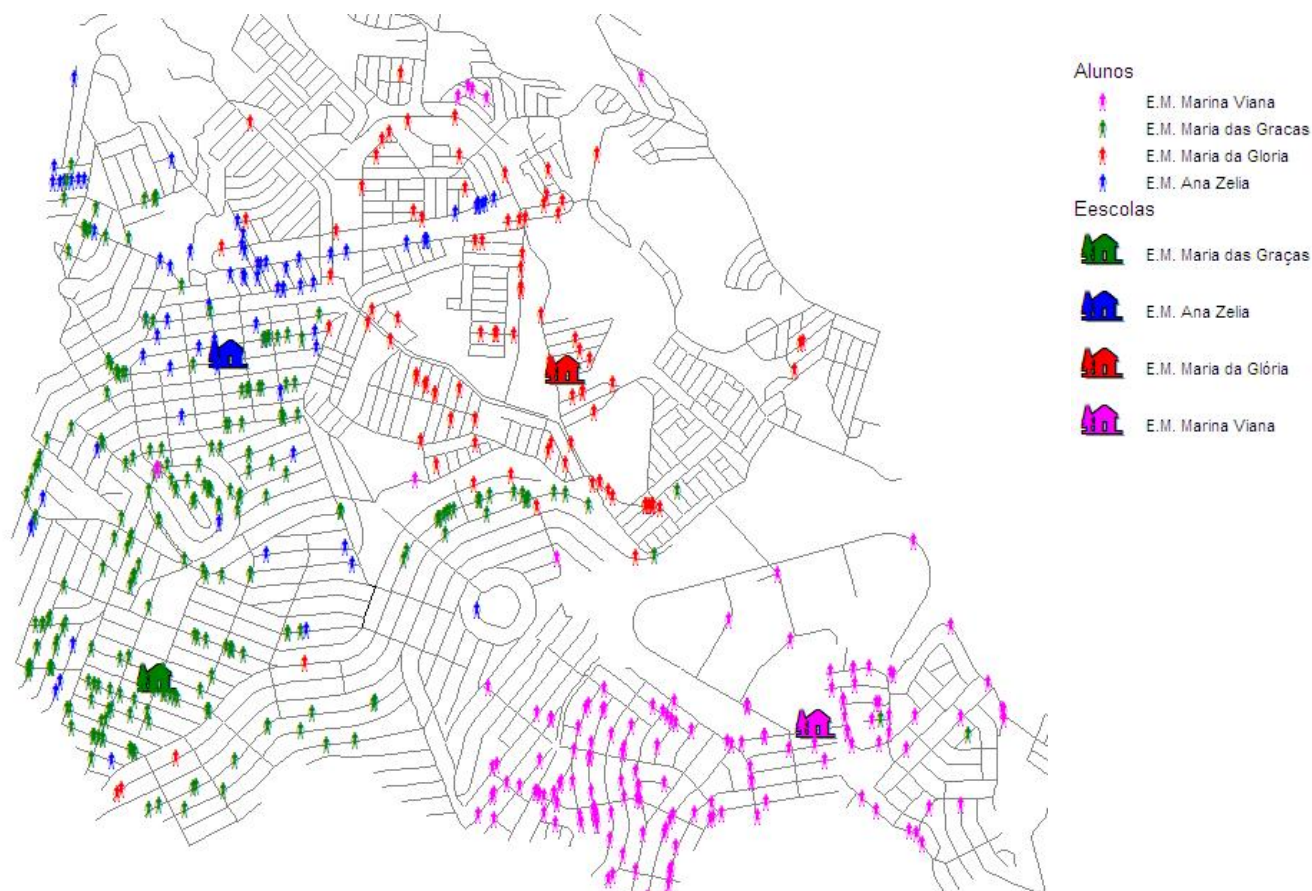 Alunos
E.M. Marina Viana
E.M. Maria das Gracas
E.M. Maria da Gloria
E.M. Ana Zelia
Eescolas
E.M. Maria das Graças
E.M. Ana Zelia
E.M. Maria da Glória
E.M. Marina Viana